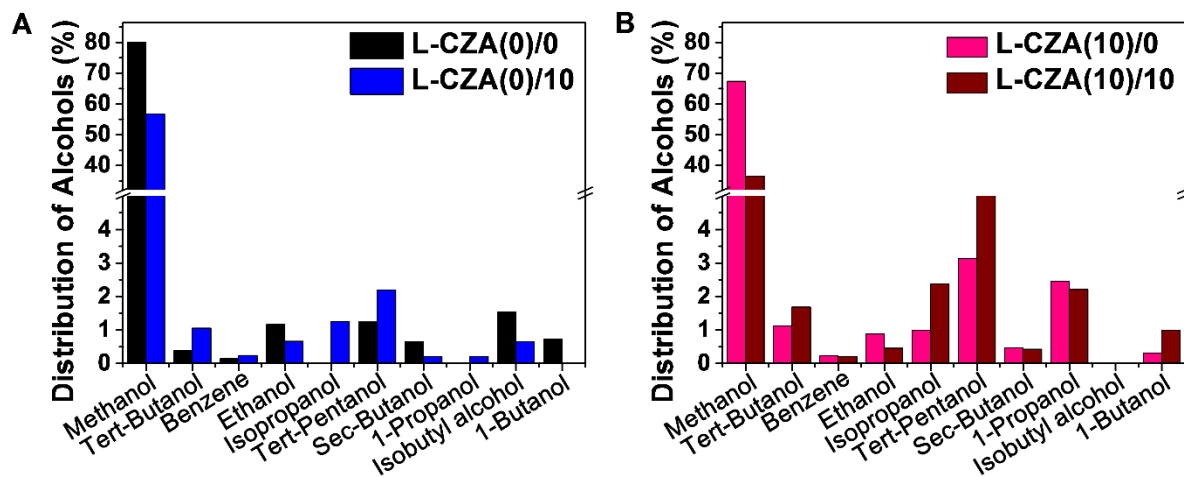 A
Distribution of Alcohols (%)
80
70
60
50
40
4
3
2
1
0
L-CZA(0)/0
L-CZA(0)/10
Methanol
Tert-Butanol
Benzene
Ethanol
Isopropanol
Tert-Pentanol
Sec-Butanol
1-Propanol
Isobutyl alcohol
1-Butanol
B
Distribution of Alcohols (%)
80
70
60
50
40
4
3
2
1
0
L-CZA(10)/0
L-CZA(10)/10
Methanol
Tert-Butanol
Benzene
Ethanol
Isopropanol
Tert-Pentanol
Sec-Butanol
1-Propanol
Isobutyl alcohol
1-Butanol